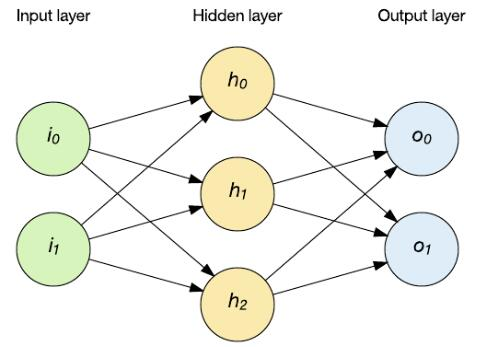 Input layer
Hidden layer
Output layer
i0
i1
h0
h1
h2
o0
o1